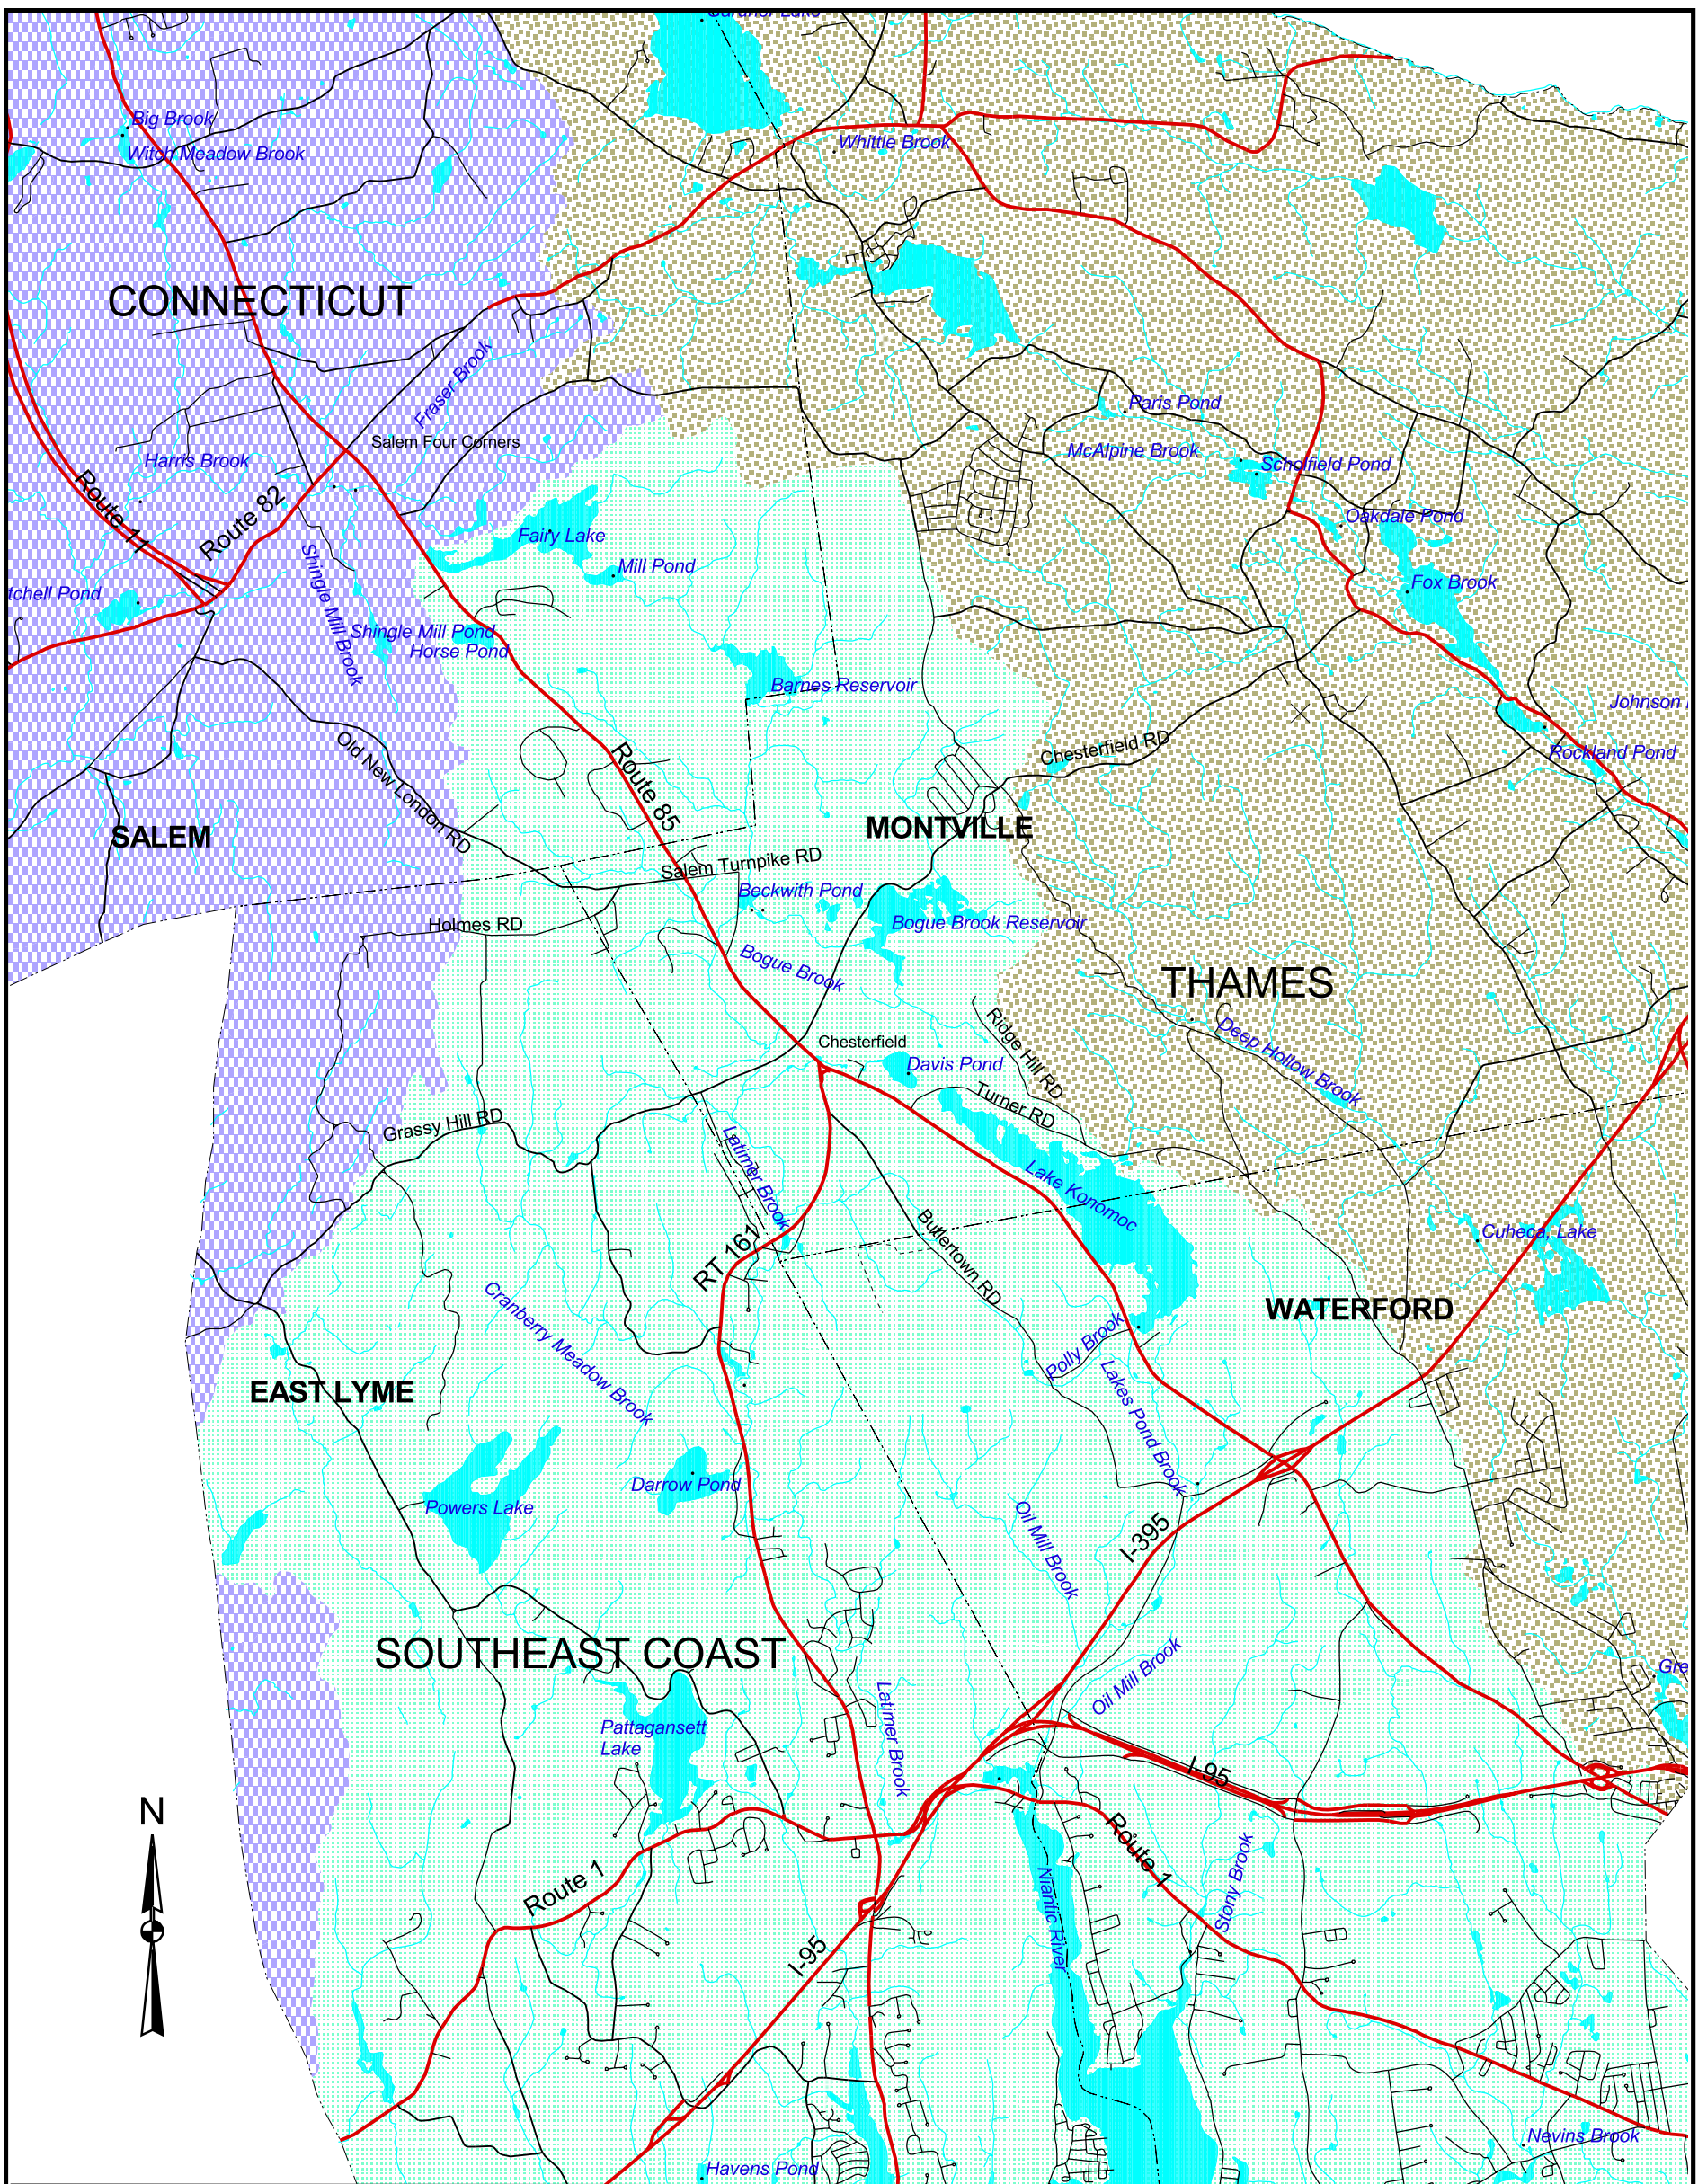 Gardner Lake
Big Brook
Witch Meadow Brook
Whittle Brook
CONNECTICUT
Fraser Brook
Paris Pond
Salem Four Corners
McAlpine Brook
Harris Brook
Scholfield Pond
Route 11
Route 82
Oakdale Pond
Fairy Lake
Mill Pond
Fox Brook
tchell Pond
Shingle Mill Brook
Shingle Mill Pond
Horse Pond
Barnes Reservoir
Johnson
Chesterfield RD
Rockland Pond
Old New London RD
Route 85
SALEM
MONTVILLE
Salem Turnpike RD
Beckwith Pond
Holmes RD
Bogue Brook Reservoir
Bogue Brook
THAMES
Chesterfield
Ridge Hill RD
Deep Hollow Brook
Davis Pond
Turner RD
Grassy Hill RD
Latimer Brook
Lake Konomoc
Cuheca, Lake
RT 161
Butlertown RD
WATERFORD
Cranberry Meadow Brook
Polly Brook
EAST LYME
Lakes Pond Brook
Darrow Pond
Powers Lake
Oil Mill Brook
I-395
SOUTHEAST COAST
Oil Mill Brook
Gre
Latimer Brook
Pattagansett
Lake
I-95
N
Route 1
Route 1
Stony Brook
Niantic River
I-95
Nevins Brook
Havens Pond